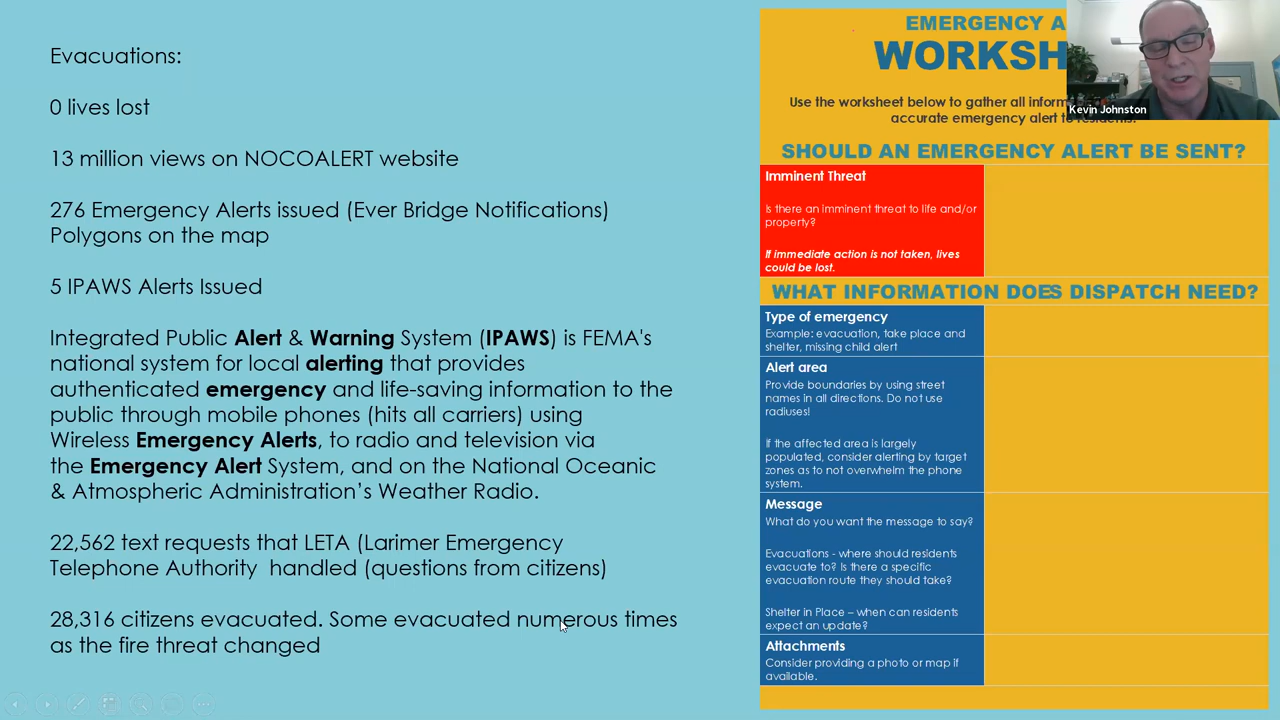 Evacuations:
0 lives lost
13 million views on NOCOALERT website
276 Emergency Alerts issued (Ever Bridge Notifications)
Polygons on the map
5 IPAWS Alerts Issued
Integrated Public Alert & Warning System (IPAWS) is FEMA's
national system for local alerting that provides
authenticated emergency and life-saving information to the
public through mobile phones (hits all carriers) using
Wireless Emergency Alerts, to radio and television via
the Emergency Alert System, and on the National Oceanic
& Atmospheric Administration's Weather Radio.
22,562 text requests that LETA (Larimer Emergency
Telephone Authority  handled (questions from citizens)
28,316 citizens evacuated. Some evacuated numerous times
as the fire threat changed
EMERGENCY A
WORKSH
Use the worksheet below to gather all inform
accurate emergency alert to residents.
Kevin Johnston
SHOULD AN EMERGENCY ALERT BE SENT?
Imminent Threat
Is there an imminent threat to life and/or
property?
If immediate action is not taken, lives
could be lost.
WHAT INFORMATION DOES DISPATCH NEED?
Type of emergency
Example: evacuation, take place and
shelter, missing child alert
Alert area
Provide boundaries by using street
names in all directions. Do not use
radiuses!
If the affected area is largely
populated, consider alerting by target
zones as to not overwhelm the phone
system.
Message
What do you want the message to say?
Evacuations - where should residents
evacuate to? Is there a specific
evacuation route they should take?
Shelter in Place – when can residents
expect an update?
Attachments
Consider providing a photo or map if
available.